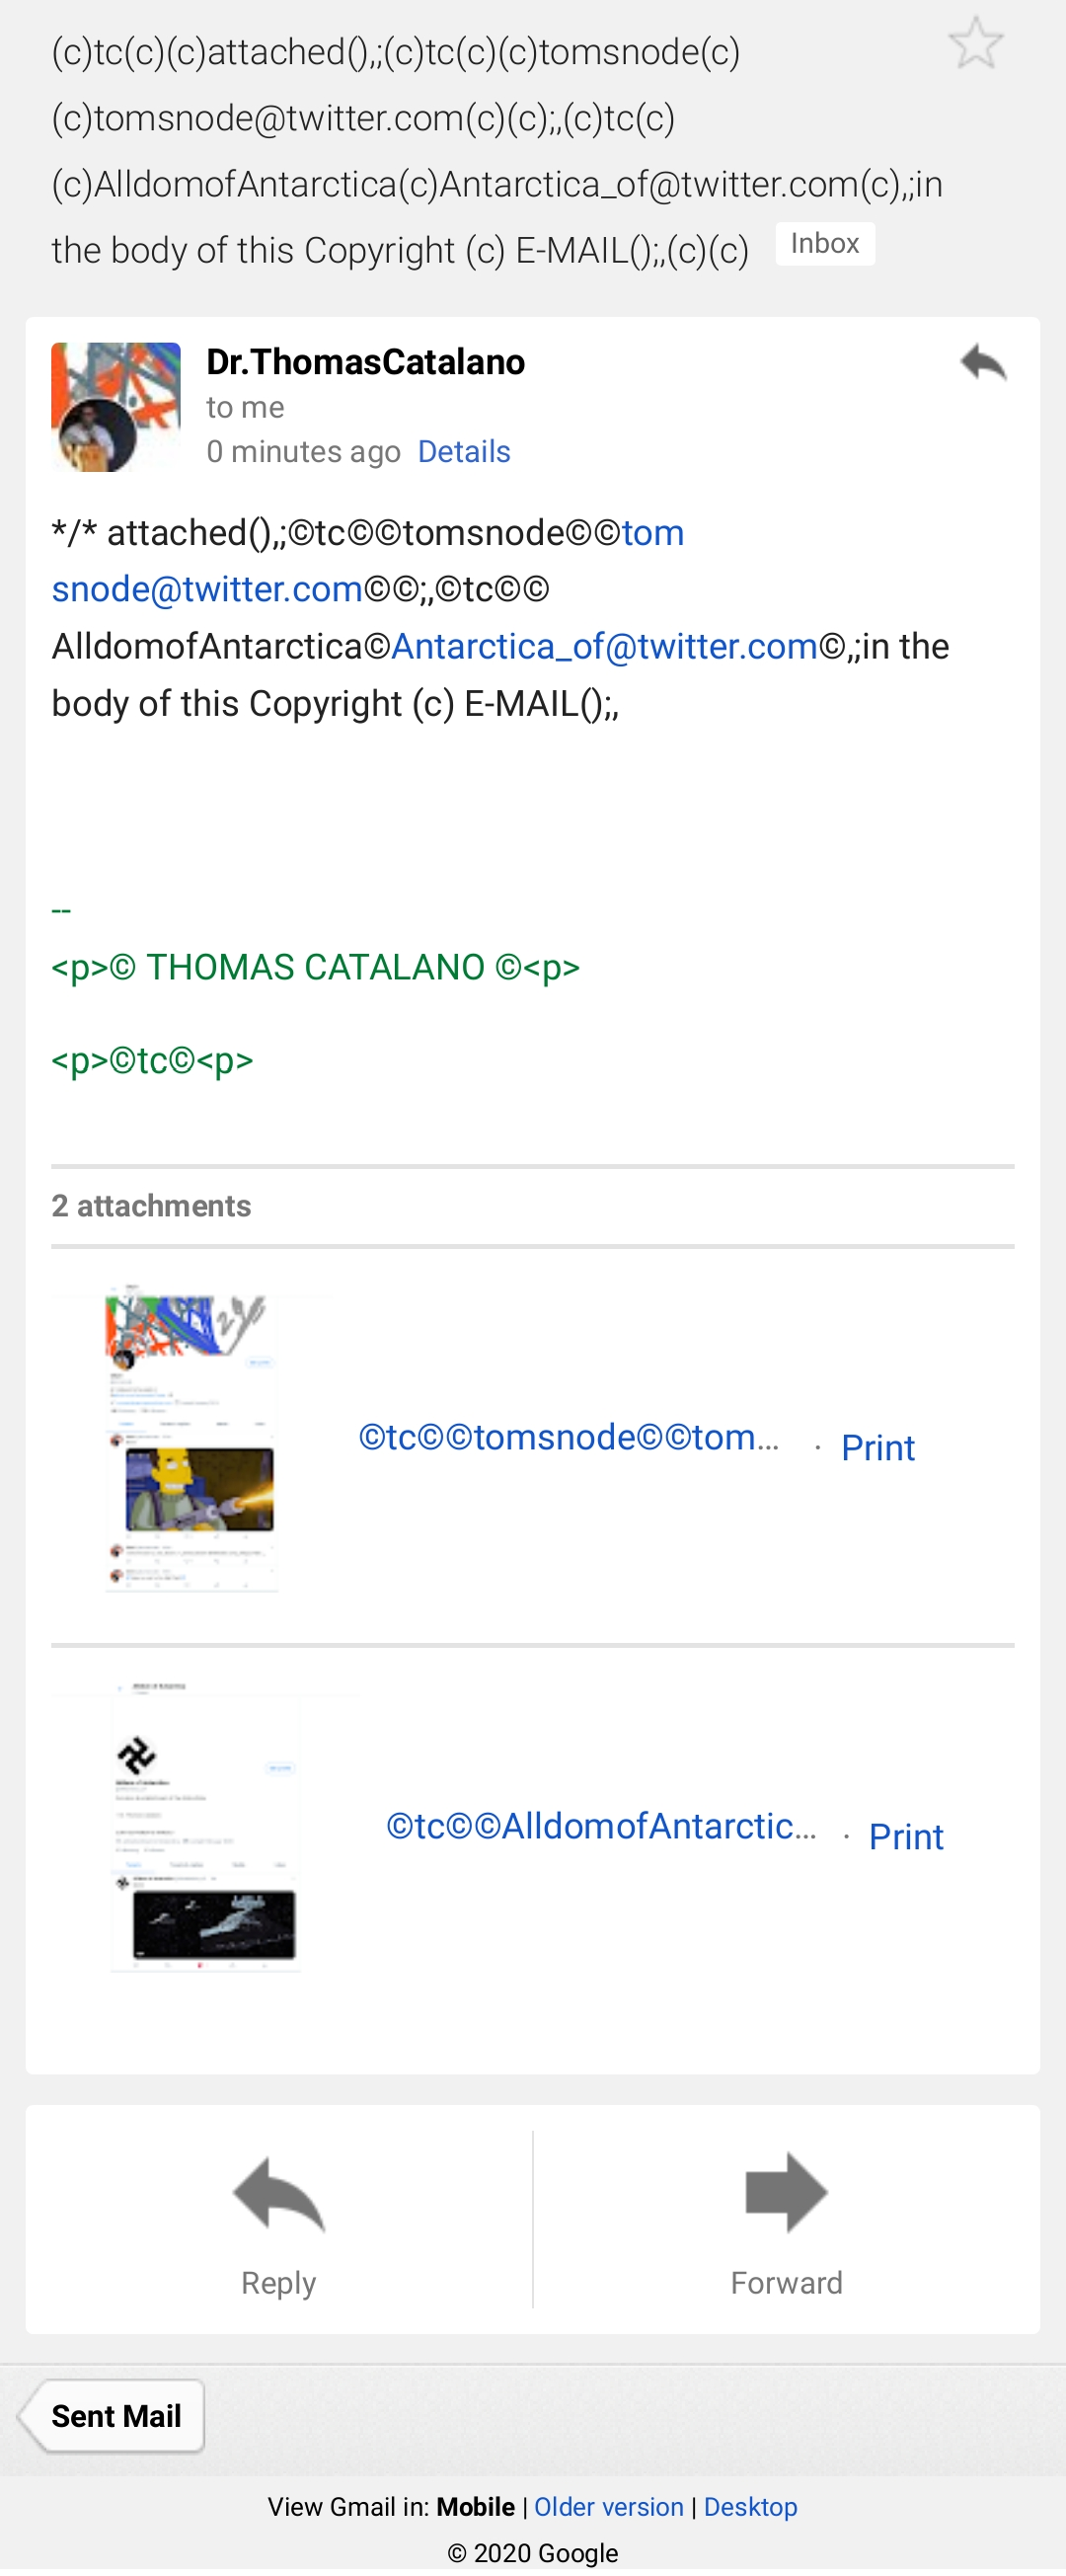 (c)tc(c)(c)attached(),;(c)tc(c)(c)tomsnode(c)
(c)tomsnode@twitter.com(c)(c);,(c)tc(c)
(c)AlldomofAntarctica(c)Antarctica_of@twitter.com(c),;in
the body of this Copyright (c) E-MAIL();,(c)(c) Inbox
Dr.ThomasCatalano
to me
0 minutes ago Details
*/* attached(),;©tc©©tomsnode©©tom
snode@twitter.com©©;,©tc©©
AlldomofAntarctica©Antarctica_of@twitter.com©,;in the
body of this Copyright (c) E-MAIL();,
--
<p>© THOMAS CATALANO ©<p>
<p>©tc©<p>
2 attachments
©tc©©tomsnode©©tom... · Print
©tc©©AlldomofAntarctic... · Print
Reply
Forward
Sent Mail
View Gmail in: Mobile | Older version | Desktop
© 2020 Google